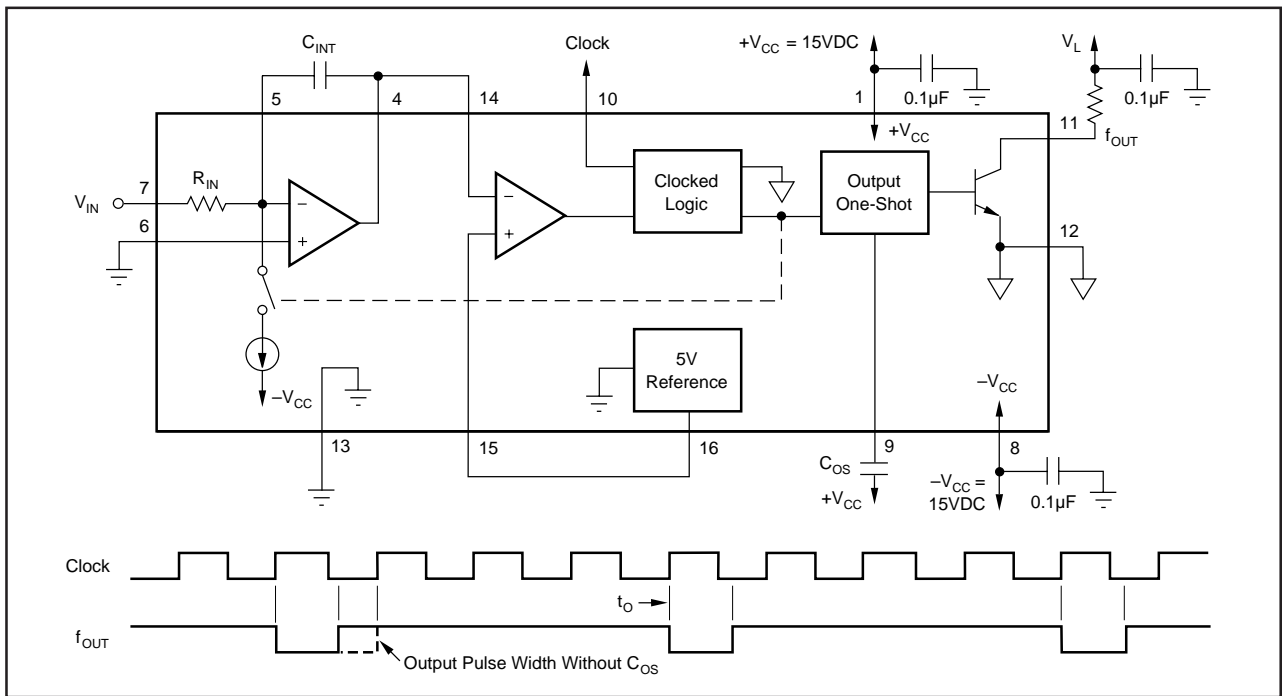 C_INT
Clock
+V_CC = 15VDC
V_L
5
4
14
10
1
0.1µF
0.1µF
11
+V_CC
f_OUT
7
R_IN
V_IN
6
–
+
–
+
Clocked
Logic
Output
One-Shot
12
5V
Reference
–V_CC
–V_CC
13
15
16
9
8
C_OS
+V_CC
–V_CC =
15VDC
0.1µF
Clock
t_O
f_OUT
Output Pulse Width Without C_OS